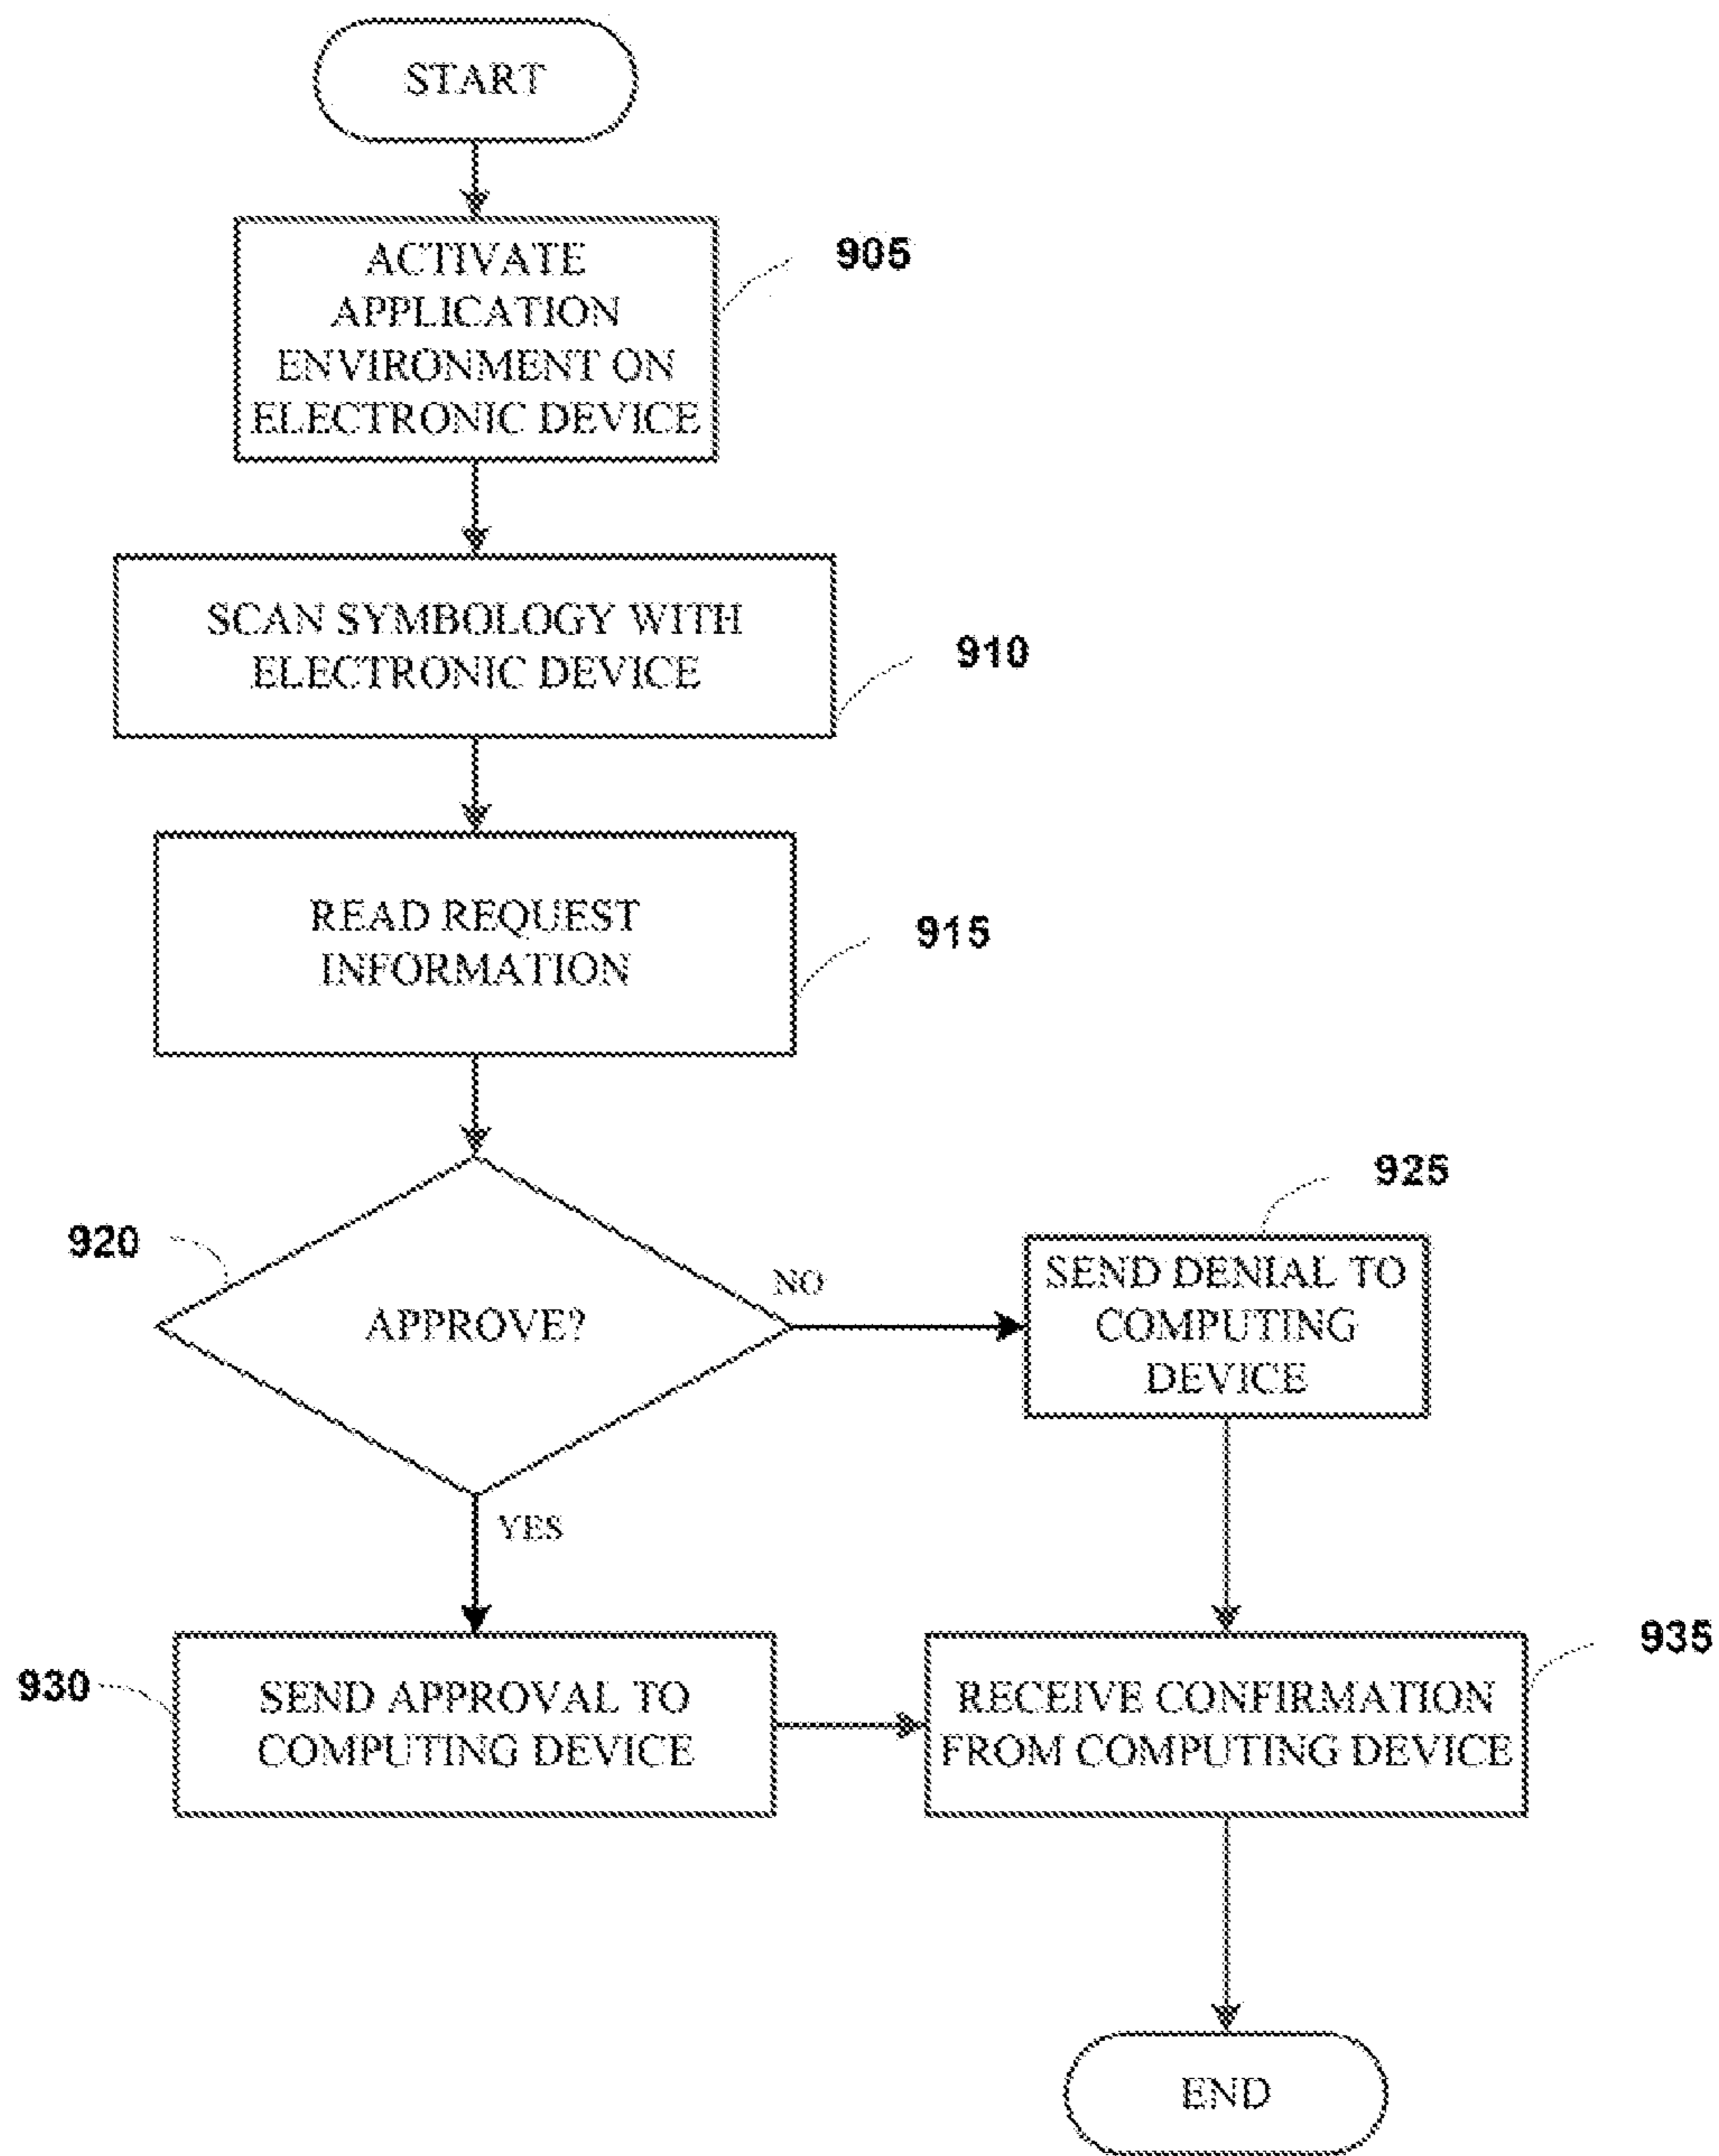 START
ACTIVATE
APPLICATION
ENVIRONMENT ON
ELECTRONIC DEVICE
905
SCAN SYMBOLOGY WITH
ELECTRONIC DEVICE
910
READ REQUEST
INFORMATION
915
920
APPROVE?
NO
YES
925
SEND DENIAL TO
COMPUTING
DEVICE
930
SEND APPROVAL TO
COMPUTING DEVICE
935
RECEIVE CONFIRMATION
FROM COMPUTING DEVICE
END